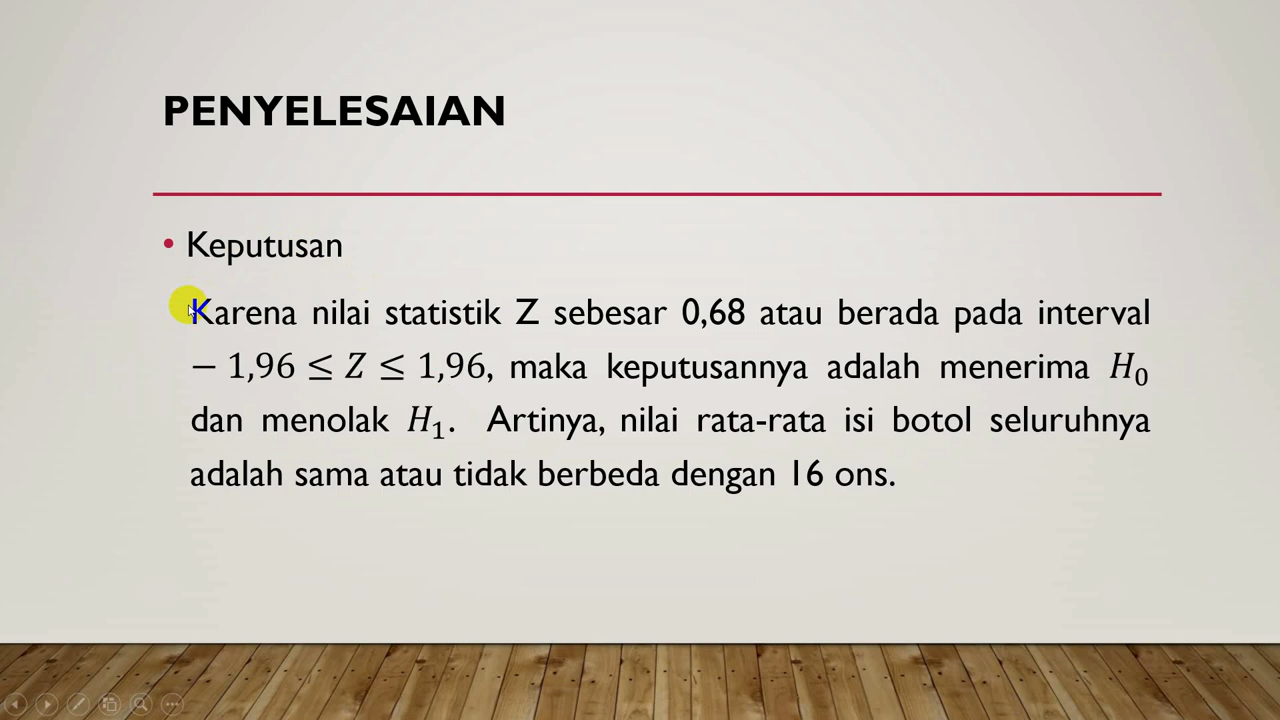 PENYELESAIAN
• Keputusan
Karena nilai statistik Z sebesar 0,68 atau berada pada interval
− 1,96 ≤ Z ≤ 1,96, maka keputusannya adalah menerima H₀
dan menolak H₁. Artinya, nilai rata-rata isi botol seluruhnya
adalah sama atau tidak berbeda dengan 16 ons.